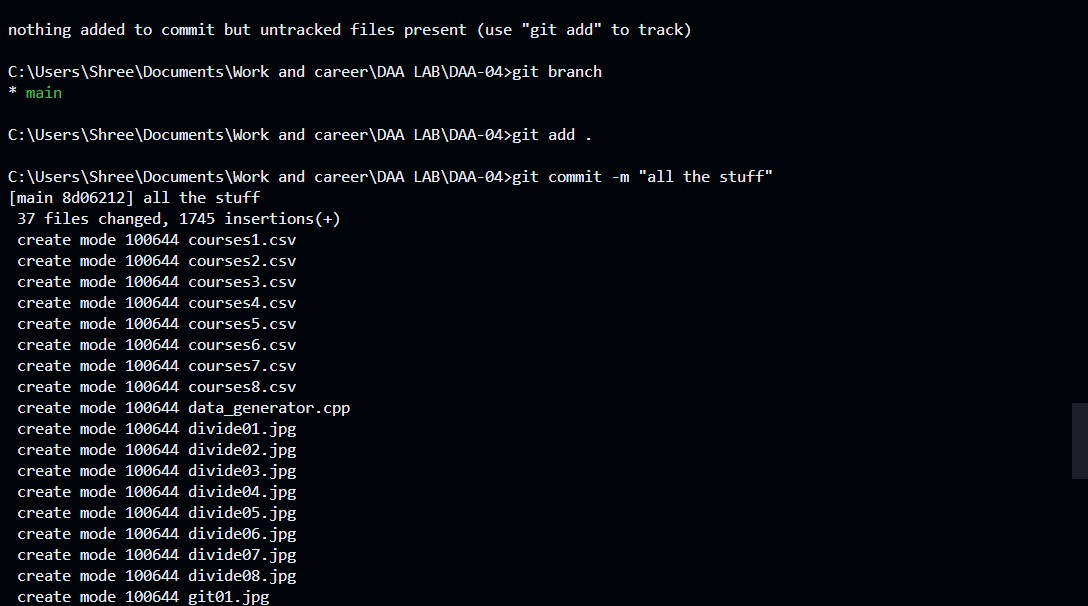 nothing added to commit but untracked files present (use "git add" to track)
C:\Users\Shree\Documents\Work and career\DAA LAB\DAA-04>git branch
* main
C:\Users\Shree\Documents\Work and career\DAA LAB\DAA-04>git add .
C:\Users\Shree\Documents\Work and career\DAA LAB\DAA-04>git commit -m "all the stuff"
[main 8d06212] all the stuff
37 files changed, 1745 insertions(+)
create mode 100644 courses1.csv
create mode 100644 courses2.csv
create mode 100644 courses3.csv
create mode 100644 courses4.csv
create mode 100644 courses5.csv
create mode 100644 courses6.csv
create mode 100644 courses7.csv
create mode 100644 courses8.csv
create mode 100644 data_generator.cpp
create mode 100644 divide01.jpg
create mode 100644 divide02.jpg
create mode 100644 divide03.jpg
create mode 100644 divide04.jpg
create mode 100644 divide05.jpg
create mode 100644 divide06.jpg
create mode 100644 divide07.jpg
create mode 100644 divide08.jpg
create mode 100644 git01.jpg